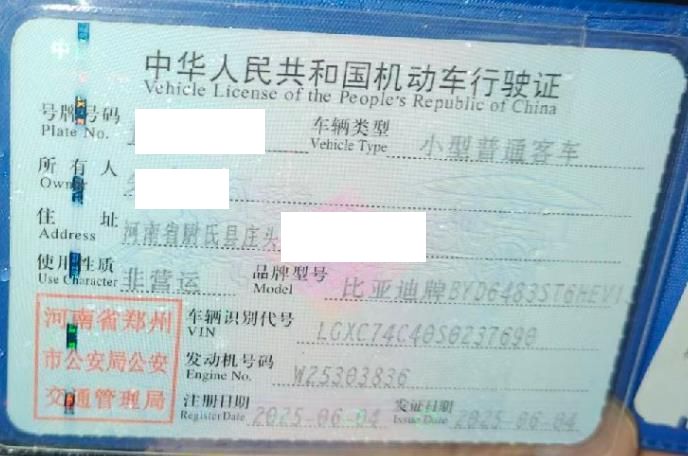 中华人民共和国机动车行驶证
Vehicle License of the People's Republic of China
号牌号码
Plate No.
车辆类型
Vehicle Type
小型普通客车
所有人
Owner
住址
Address
河南省尉氏县庄头
使用性质
Use Character
非营运
品牌型号
Model
比亚迪牌BYD6483ST6HEV1
河南省郑州
市公安局公安
交通管理局
车辆识别代号
VIN
LGXC74C40S0237690
发动机号码
Engine No.
W25303836
注册日期
Register Date
2025-06-04
发证日期
Issue Date
2025-06-04